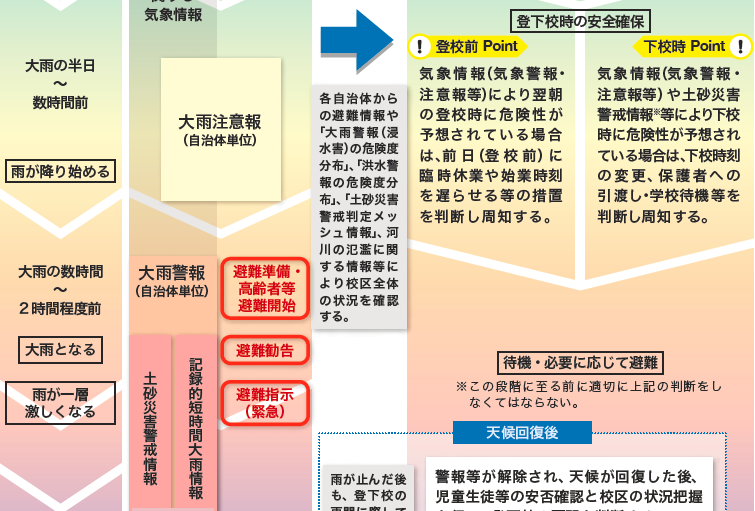 気象情報
大雨の半日
～
数時間前
雨が降り始める
大雨の数時間
～
２時間程度前
大雨となる
雨が一層
激しくなる
大雨注意報
(自治体単位)
大雨警報
(自治体単位)
土砂災害警戒情報
記録的短時間大雨情報
避難準備・
高齢者等
避難開始
避難勧告
避難指示
（緊急）
各自治体から
の避難情報や
「大雨警報（浸
水害）の危険度
分布」、「洪水警
報の危険度分
布」、「土砂災害
警戒判定メッ
シュ情報」、河
川の氾濫に関
する情報等に
より校区全体
の状況を確認
する。
登下校時の安全確保
! 登校前 Point
気象情報（気象警報・
注意報等）により翌朝
の登校時に危険性が
予想されている場合
は、前日（登校前）に
臨時休業や始業時刻
を遅らせる等の措置
を判断し周知する。
下校時 Point !
気象情報（気象警報・
注意報等）や土砂災害
警戒情報※等により下校
時に危険性が予想され
ている場合は、下校時刻
の変更、保護者への
引渡し・学校待機等を
判断し周知する。
待機・必要に応じて避難
※この段階に至る前に適切に上記の判断をし
なくてはならない。
天候回復後
雨が止んだ後
も、登下校の
警報等が解除され、天候が回復した後、
児童生徒等の安否確認と校区の状況把握